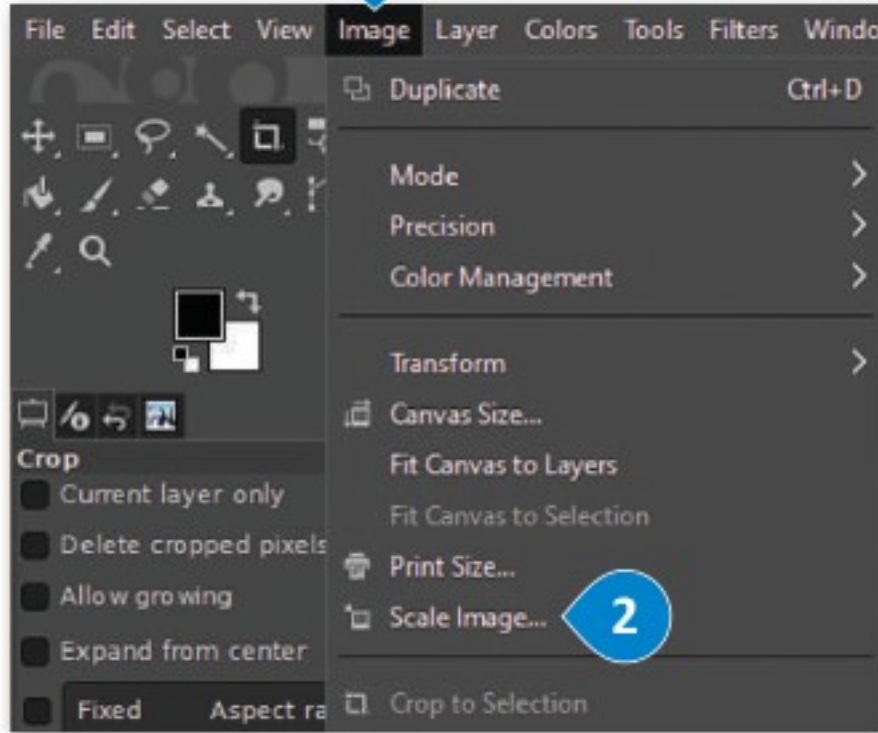 File Edit Select View Image Layer Colors Tools Filters
Duplicate Ctrl+D
Mode
Precision
Color Management
Transform
Canvas Size...
Fit Canvas to Layers
Fit Canvas to Selection
Print Size...
Scale Image... 2
Crop to Selection
Crop
Current layer only
Delete cropped pixels
Allow growing
Expand from center
Fixed Aspect